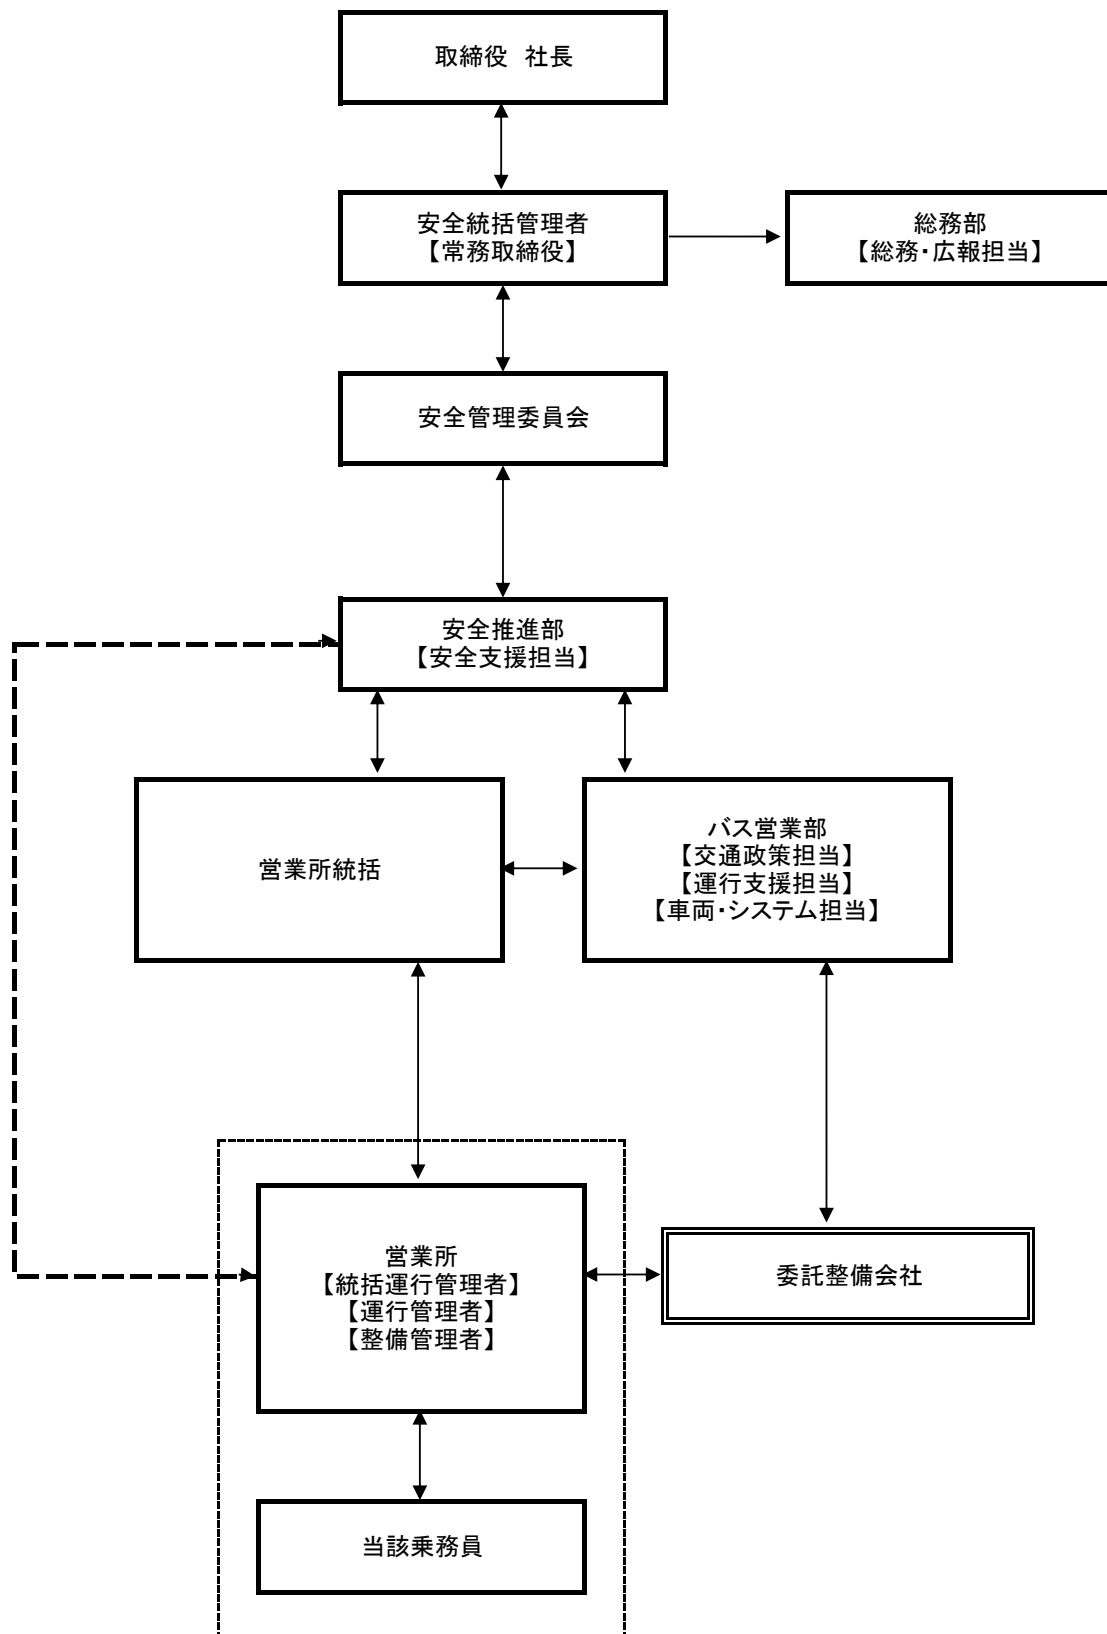 取締役　社長
安全統括管理者
【常務取締役】
総務部
【総務・広報担当】
安全管理委員会
安全推進部
【安全支援担当】
営業所統括
バス営業部
【交通政策担当】
【運行支援担当】
【車両・システム担当】
営業所
【統括運行管理者】
【運行管理者】
【整備管理者】
委託整備会社
当該乗務員